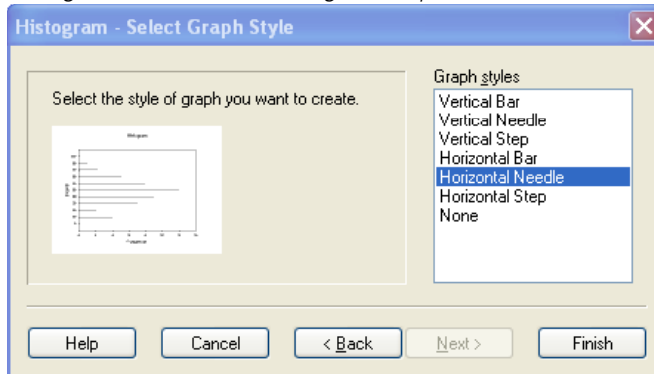 Histogram - Select Graph Style
Select the style of graph you want to create.
Graph styles
Vertical Bar
Vertical Needle
Vertical Step
Horizontal Bar
Horizontal Needle
Horizontal Step
None
Histogram
Help
Cancel
< Back
Next >
Finish